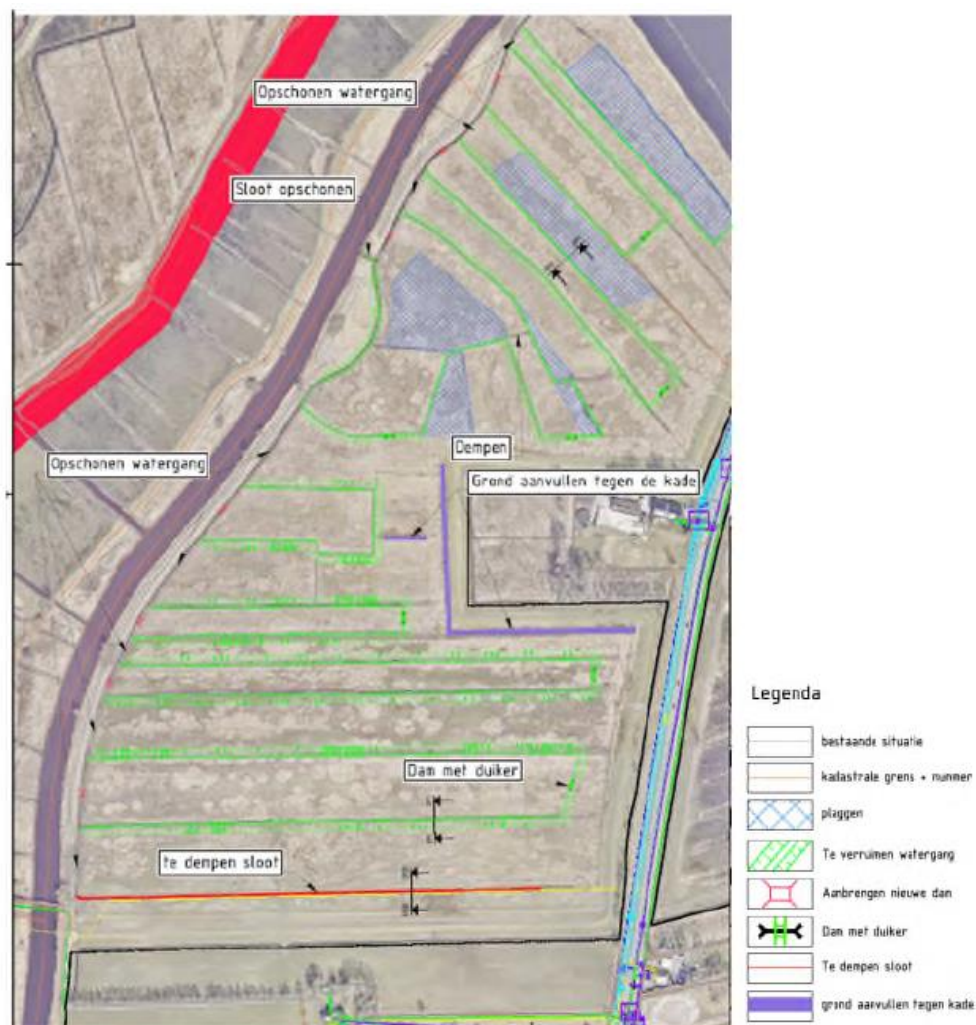 Opschonen watergang
Sloot opschonen
Opschonen watergang
Dempen
Grond aanvullen tegen de kade
Dam met duiker
te dempen sloot
Legenda
bestaande situatie
kadastrale grens + nummer
plaggen
Te verruimen watergang
Aanbrengen nieuwe dam
Dam met duiker
Te dempen sloot
grond aanvullen tegen kade